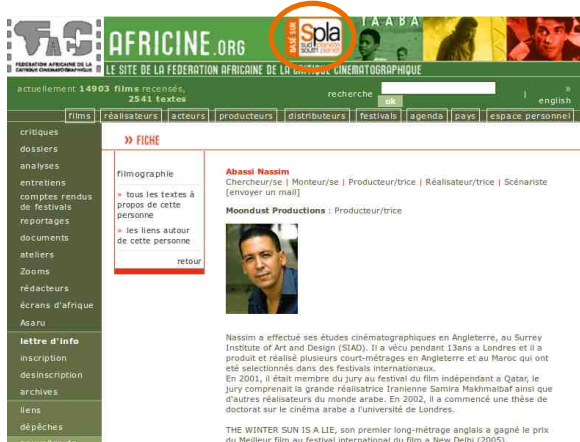 FACC
FEDERATION AFRICAINE DE LA
CRITIQUE CINEMATOGRAPHIQUE
AFRICINE.ORG
BASÉ SUR
Spla
sud planète
south planet
TAABA
LE SITE DE LA FEDERATION AFRICAINE DE LA CRITIQUE CINEMATOGRAPHIQUE
actuellement 14903 films recensés,
2541 textes
recherche
ok
»
|
english
films
réalisateurs
acteurs
producteurs
distributeurs
festivals
agenda
pays
espace personnel
critiques
dossiers
analyses
entretiens
comptes rendus
de festivals
reportages
documents
ateliers
Zooms
rédacteurs
écrans d'afrique
Asaru
lettre d'info
inscription
desinscription
archives
liens
dépêches
» FICHE
filmographie
» tous les textes à
propos de cette
personne
» les liens autour
de cette personne
retour
Abassi Nassim
Chercheur/se | Monteur/se | Producteur/trice | Réalisateur/trice | Scénariste
[envoyer un mail]
Moondust Productions : Producteur/trice
Nassim a effectué ses études cinématographiques en Angleterre, au Surrey
Institute of Art and Design (SIAD). Il a vécu pendant 13ans a Londres et il a
produit et réalisé plusieurs court-métrages en Angleterre et au Maroc qui ont
eté selectionnés dans des festivals internationaux.
En 2001, il était membre du jury au festival du film indépendant a Qatar, le
jury comprenait la grande réalisatrice Iranienne Samira Makhmalbaf ainsi que
d'autres réalisateurs du monde arabe. En 2002, il a commencé une thèse de
doctorat sur le cinéma arabe a l'université de Londres.
THE WINTER SUN IS A LIE, son premier long-métrage anglais a gagné le prix
du Meilleur film au festival international du film a New Delhi (2005).